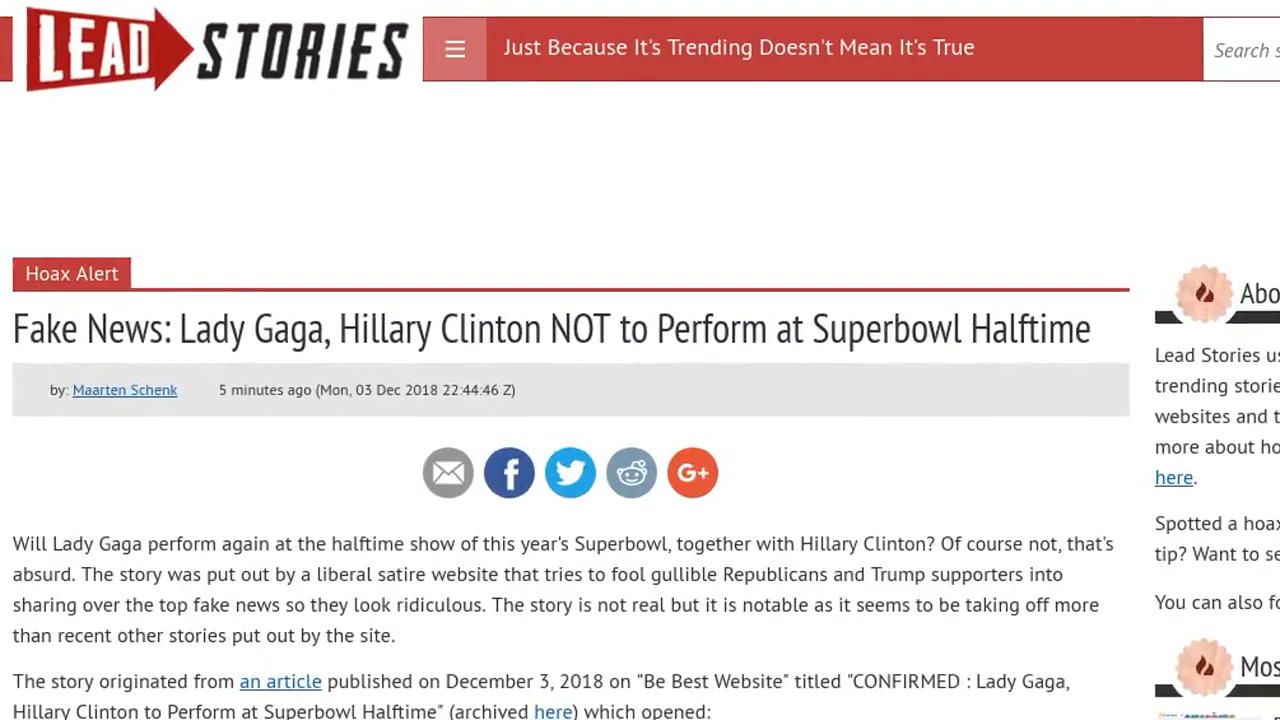 LEAD STORIES
Just Because It's Trending Doesn't Mean It's True
Search
Hoax Alert
Fake News: Lady Gaga, Hillary Clinton NOT to Perform at Superbowl Halftime
by: Maarten Schenk 5 minutes ago (Mon, 03 Dec 2018 22:44:46 Z)
G+
Will Lady Gaga perform again at the halftime show of this year's Superbowl, together with Hillary Clinton? Of course not, that's
absurd. The story was put out by a liberal satire website that tries to fool gullible Republicans and Trump supporters into
sharing over the top fake news so they look ridiculous. The story is not real but it is notable as it seems to be taking off more
than recent other stories put out by the site.
The story originated from an article published on December 3, 2018 on "Be Best Website" titled "CONFIRMED : Lady Gaga,
Hillary Clinton to Perform at Superbowl Halftime" (archived here) which opened:
Abo
Lead Stories us
trending storie
websites and t
more about ho
here.
Spotted a hoax
tip? Want to se
You can also fo
Mos